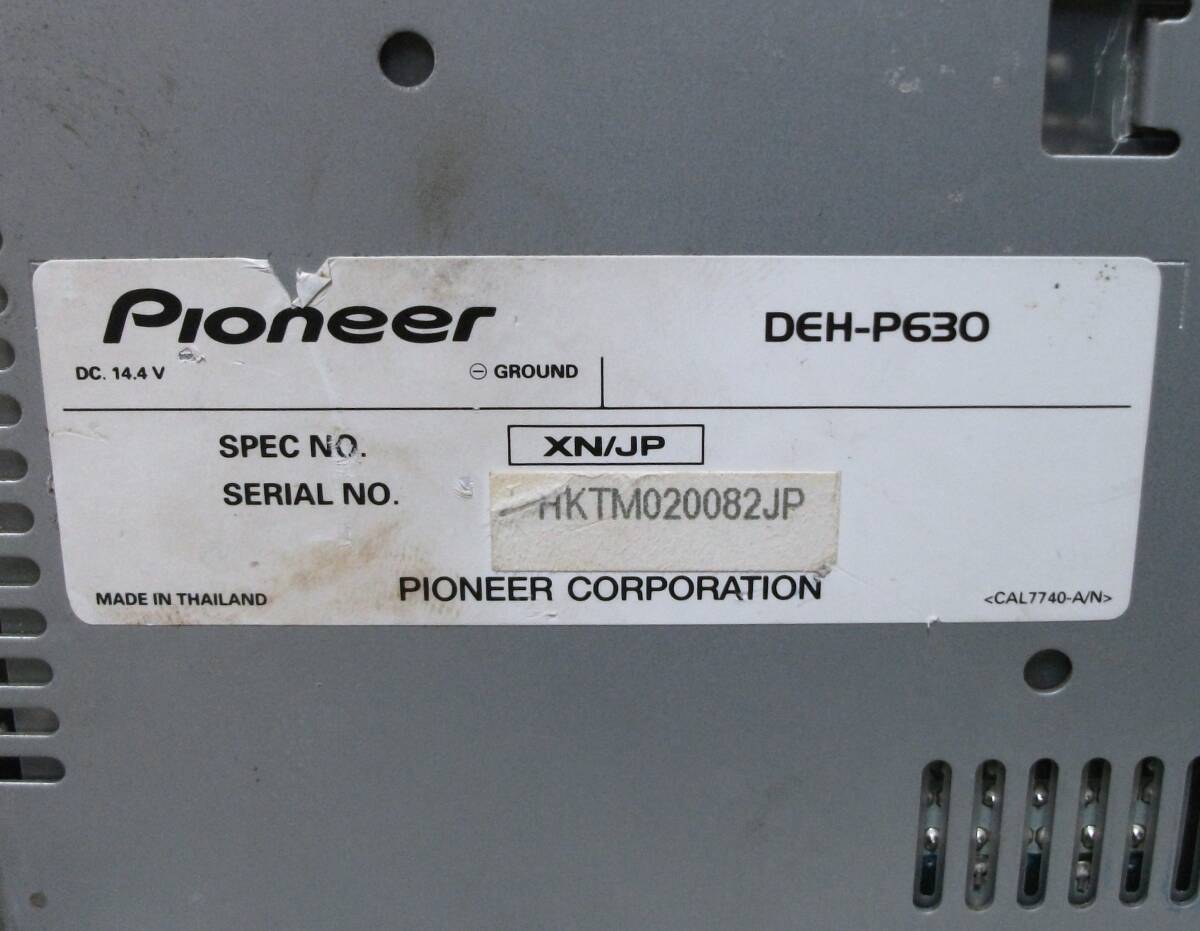 Pioneer
DEH-P630
DC. 14.4 V
⊖ GROUND
SPEC NO.
XN/JP
SERIAL NO.
HKTM020082JP
MADE IN THAILAND
PIONEER CORPORATION
<CAL7740-A/N>